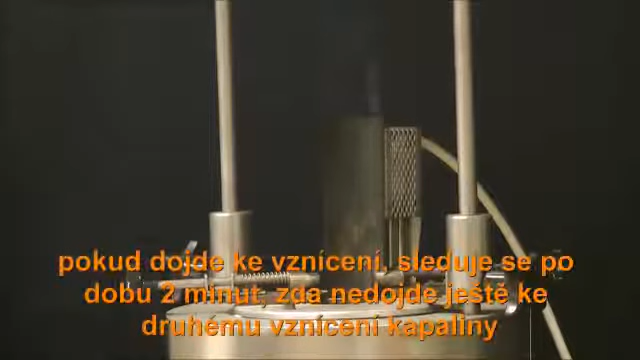 pokud dojde ke vznícení, sleduje se po
dobu 2 minut, zda nedojde ještě ke
druhému vznícení kapaliny